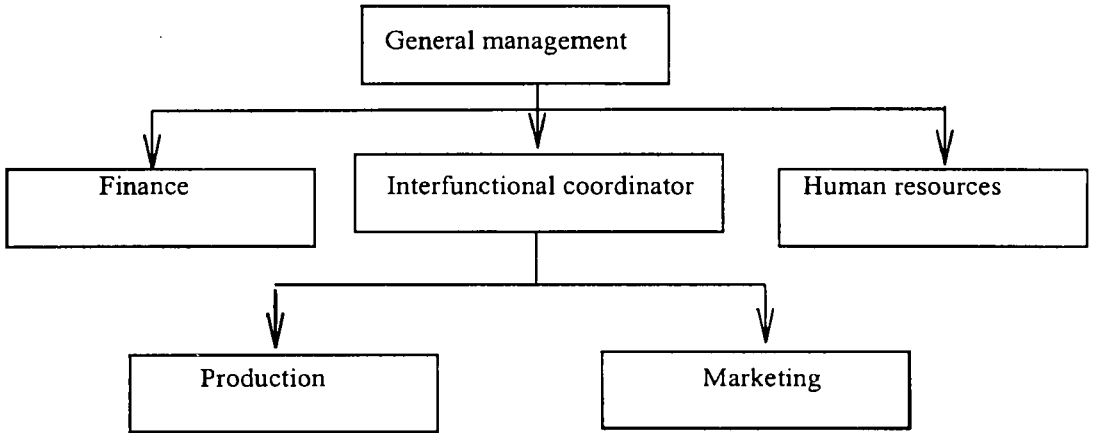 General management
Finance
Interfunctional coordinator
Human resources
Production
Marketing